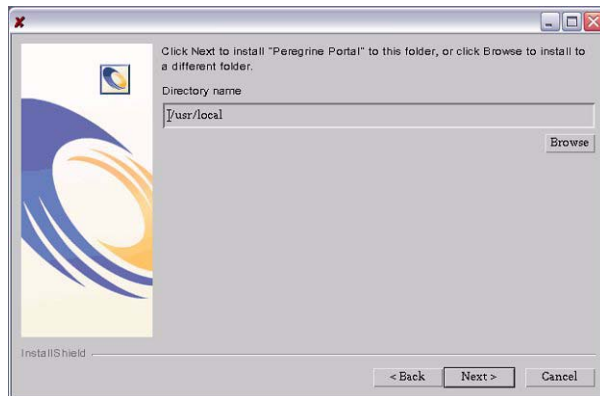 Click Next to install "Peregrine Portal" to this folder, or click Browse to install to
a different folder.
Directory name
/usr/local
Browse
InstallShield
< Back
Next >
Cancel